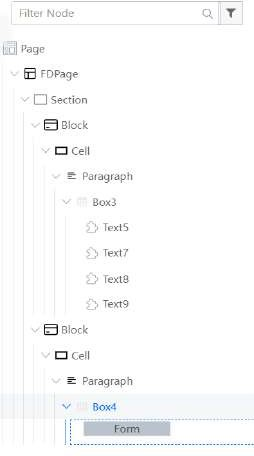 Filter Node
Page
FDPage
Section
Block
Cell
Paragraph
Box3
Text5
Text7
Text8
Text9
Block
Cell
Paragraph
Box4
Form